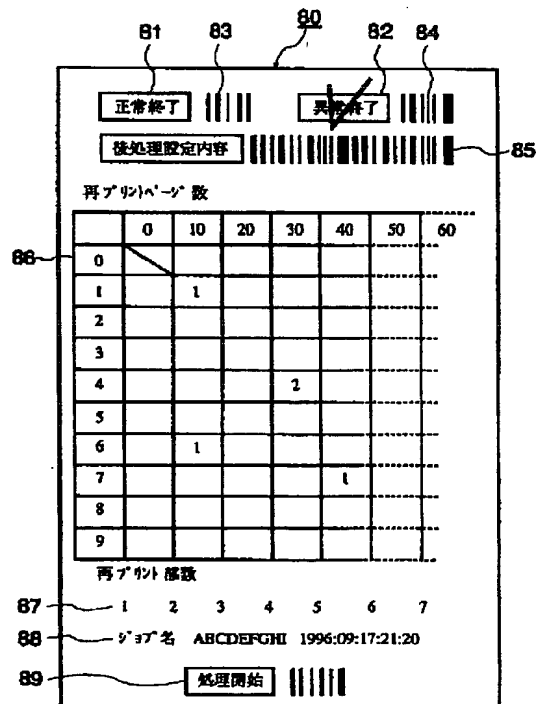 81 83 80 82 84
正常終了 異常終了
後処理設定内容 85
再プリントページ数
0 10 20 30 40 50 60
86 0
1 1
2
3
4 2
5
6 1
7 1
8
9
再プリント部数
87 1 2 3 4 5 6 7
88 ジョブ名 ABCDEFGHI 1996:09:17:21:20
89 処理開始